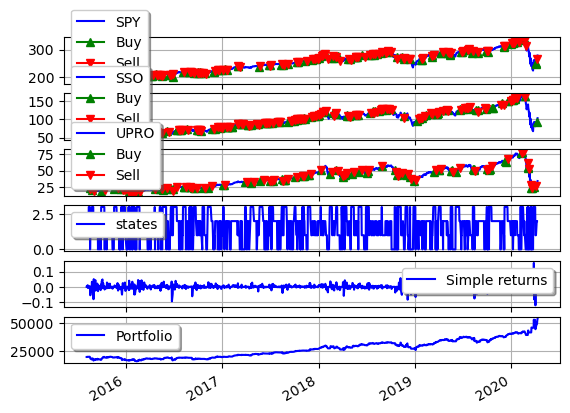 SPY
Buy
Sell
300
200
SSO
Buy
Sell
150
100
50
UPRO
Buy
Sell
75
50
25
states
2.5
0.0
Simple returns
0.1
0.0
−0.1
Portfolio
50000
25000
2016 2017 2018 2019 2020